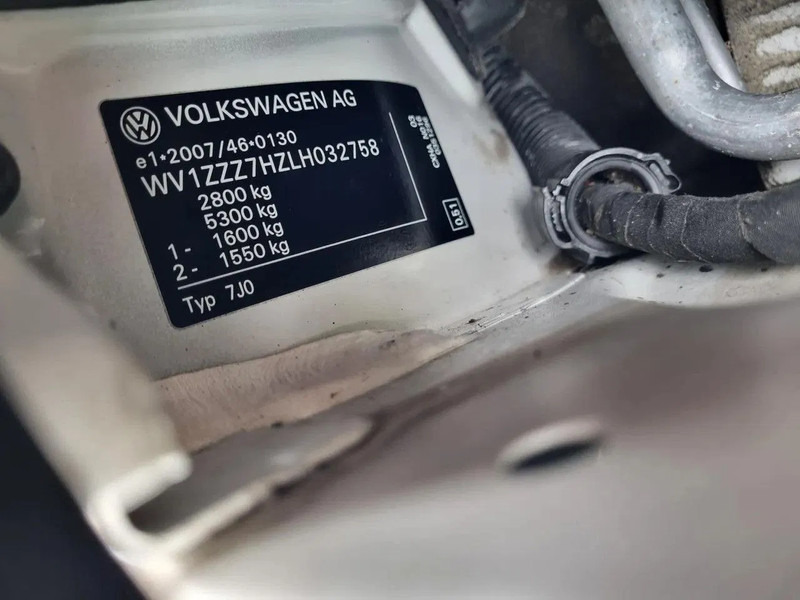 VOLKSWAGEN AG
e1*2007/46*0130
WV1ZZZ7HZLH032758
2800 kg
5300 kg
1- 1600 kg
2- 1550 kg
Typ 7J0
0.51